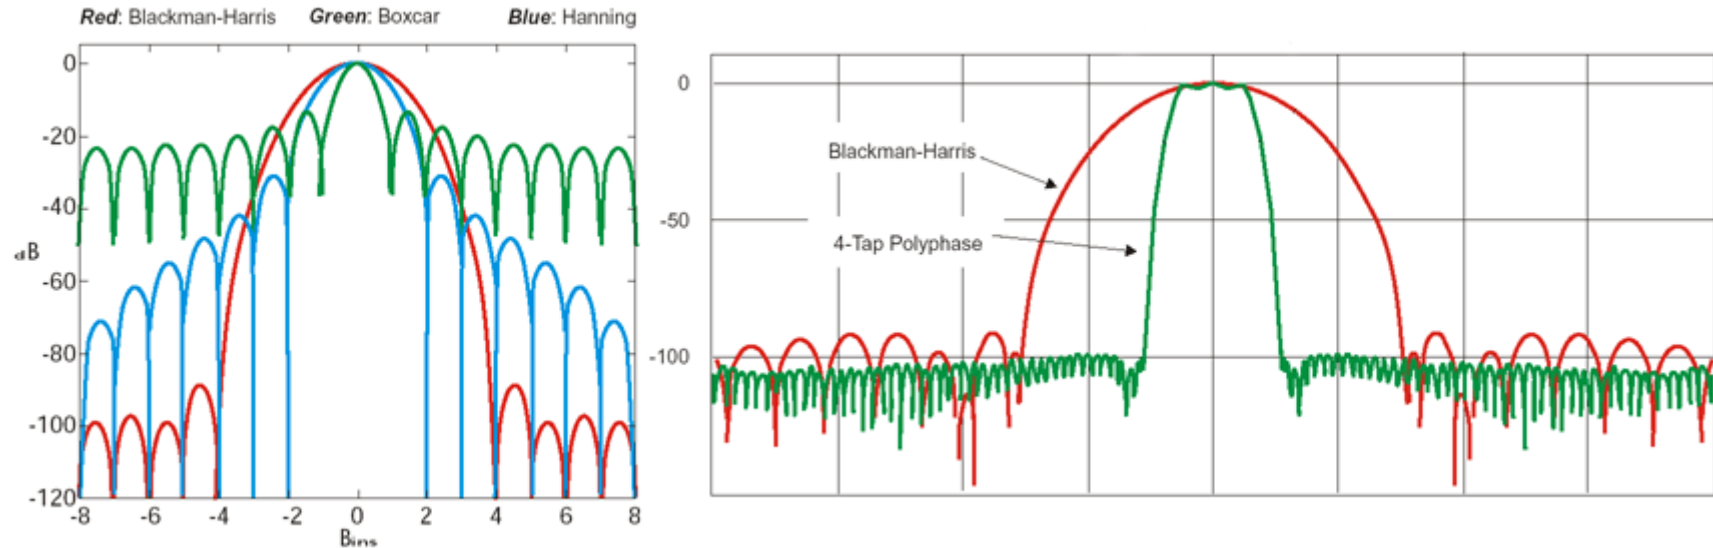 Red: Blackman-Harris Green: Boxcar Blue: Hanning
0
-20
-40
-60
-80
-100
-120
dB
-8 -6 -4 -2 0 2 4 6 8
Bins
0
-50
-100
Blackman-Harris
4-Tap Polyphase